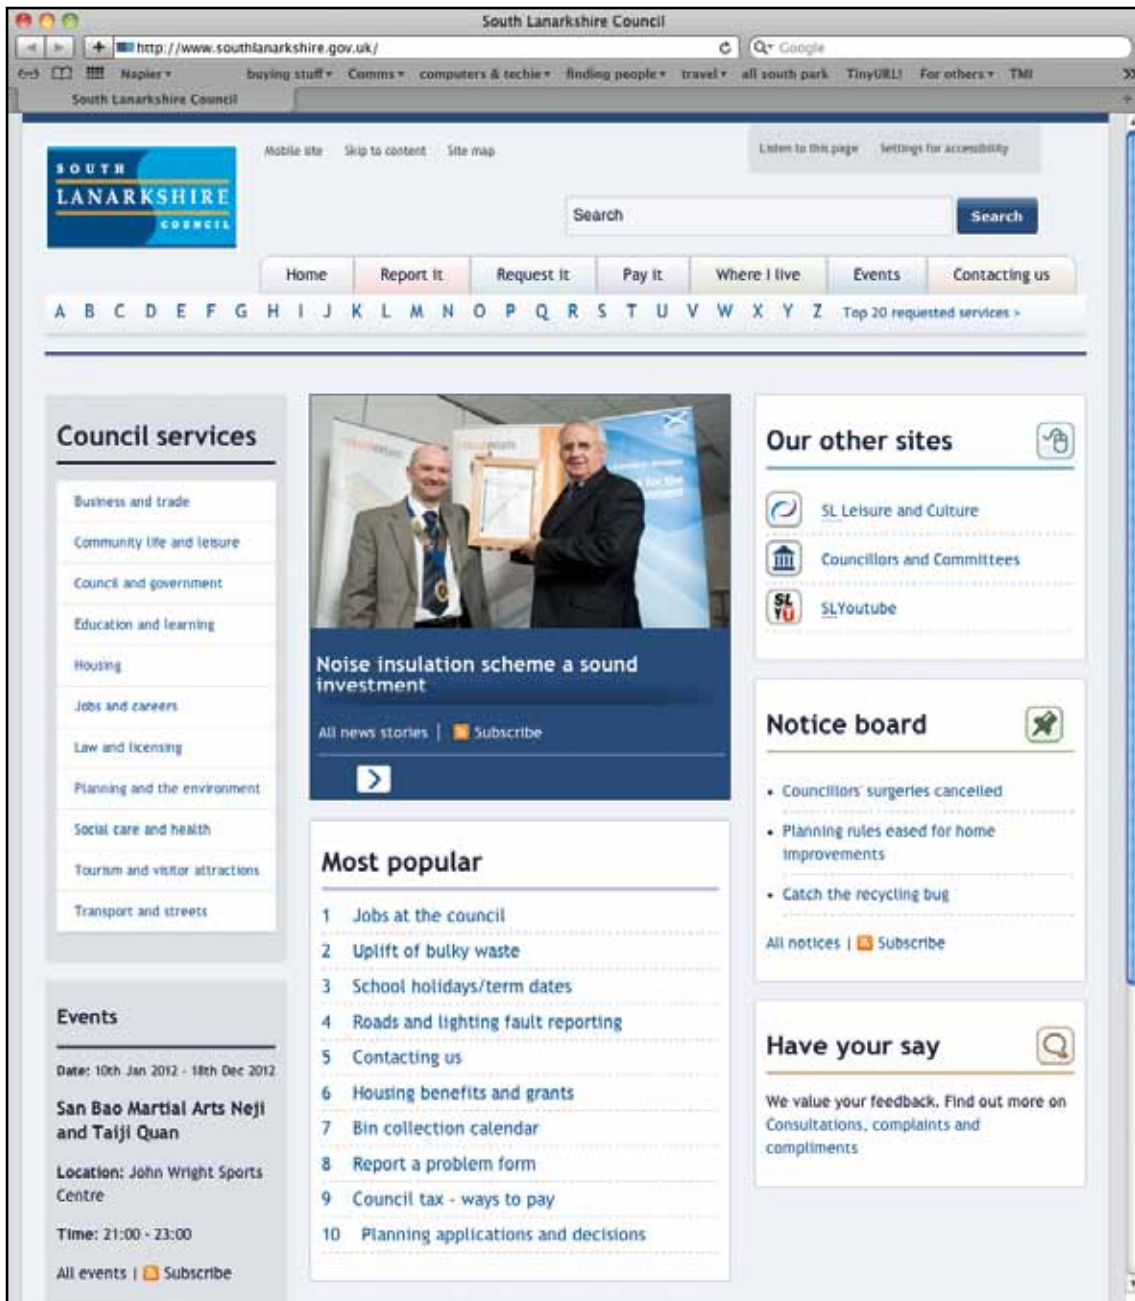 South Lanarkshire Council
http://www.southlanarkshire.gov.uk/
Google
Napier
buying stuff
Comms
computers & techie
finding people
travel
all south park
TinyURL!
For others
TMI
South Lanarkshire Council
Mobile site
Skip to content
Site map
Listen to this page
Settings for accessibility
SOUTH
LANARKSHIRE
COUNCIL
Search
Search
Home
Report it
Request it
Pay it
Where I live
Events
Contacting us
A B C D E F G H I J K L M N O P Q R S T U V W X Y Z Top 20 requested services >
Council services
Business and trade
Community life and leisure
Council and government
Education and learning
Housing
Jobs and careers
Law and licensing
Planning and the environment
Social care and health
Tourism and visitor attractions
Transport and streets
Events
Date: 10th Jan 2012 - 18th Dec 2012
San Bao Martial Arts Neji
and Taiji Quan
Location: John Wright Sports
Centre
Time: 21:00 - 23:00
All events | Subscribe
Noise insulation scheme a sound
investment
All news stories | Subscribe
Most popular
1 Jobs at the council
2 Uplift of bulky waste
3 School holidays/term dates
4 Roads and lighting fault reporting
5 Contacting us
6 Housing benefits and grants
7 Bin collection calendar
8 Report a problem form
9 Council tax - ways to pay
10 Planning applications and decisions
Our other sites
SL Leisure and Culture
Councillors and Committees
SL
YU
SLYoutube
Notice board
• Councillors' surgeries cancelled
• Planning rules eased for home
improvements
• Catch the recycling bug
All notices | Subscribe
Have your say
We value your feedback. Find out more on
Consultations, complaints and
compliments